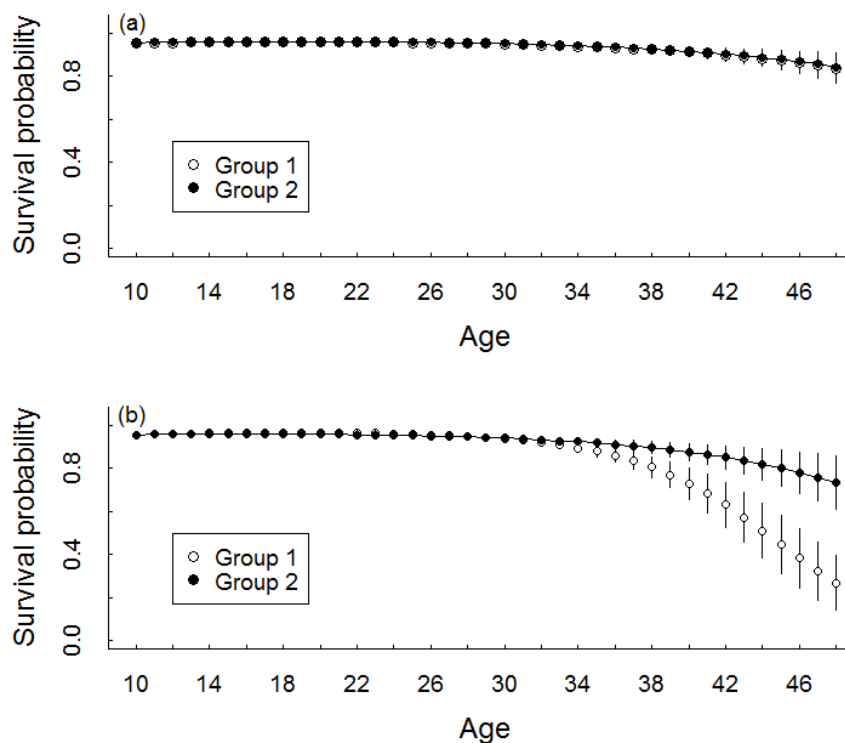 (a)
Survival probability
0.8
0.4
0.0
Group 1
Group 2
10 14 18 22 26 30 34 38 42 46
Age
(b)
Survival probability
0.8
0.4
0.0
Group 1
Group 2
10 14 18 22 26 30 34 38 42 46
Age